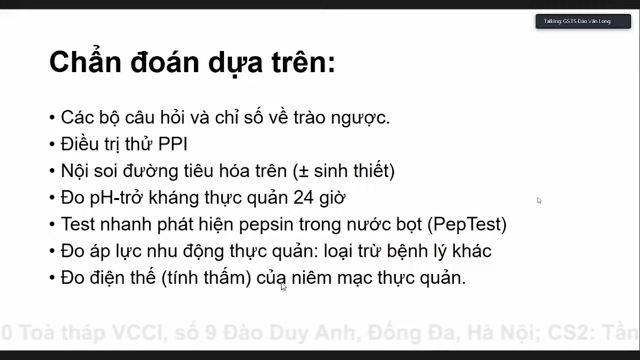 Talking: GS.TS Đào Văn Long
Chẩn đoán dựa trên:
• Các bộ câu hỏi và chỉ số về trào ngược.
• Điều trị thử PPI
• Nội soi đường tiêu hóa trên (± sinh thiết)
• Đo pH-trở kháng thực quản 24 giờ
• Test nhanh phát hiện pepsin trong nước bọt (PepTest)
• Đo áp lực nhu động thực quản: loại trừ bệnh lý khác
• Đo điện thế (tính thấm) của niêm mạc thực quản.
0 Toà tháp VCCI, số 9 Đào Duy Anh, Đống Đa, Hà Nội; CS2: Tần